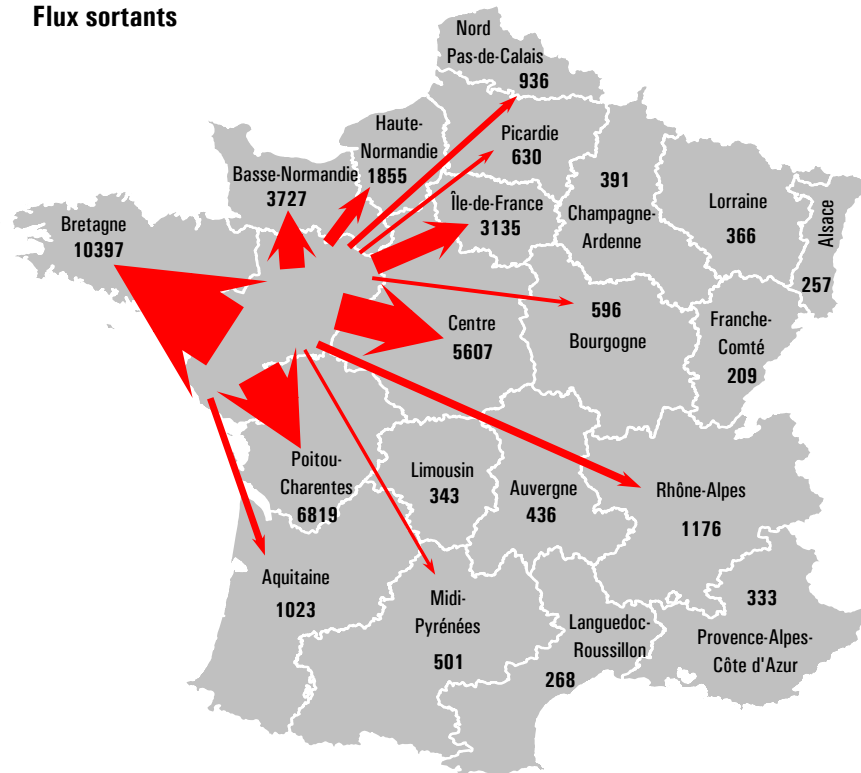 Flux sortants
Nord
Pas-de-Calais
936
Haute-
Normandie
1855
Picardie
630
Basse-Normandie
3727
Île-de-France
3135
391
Champagne-
Ardenne
Lorraine
366
Alsace
257
Bretagne
10397
Centre
5607
596
Bourgogne
Franche-
Comté
209
Poitou-
Charentes
6819
Limousin
343
Auvergne
436
Rhône-Alpes
1176
Aquitaine
1023
Midi-
Pyrénées
501
Languedoc-
Roussillon
268
333
Provence-Alpes-
Côte d'Azur